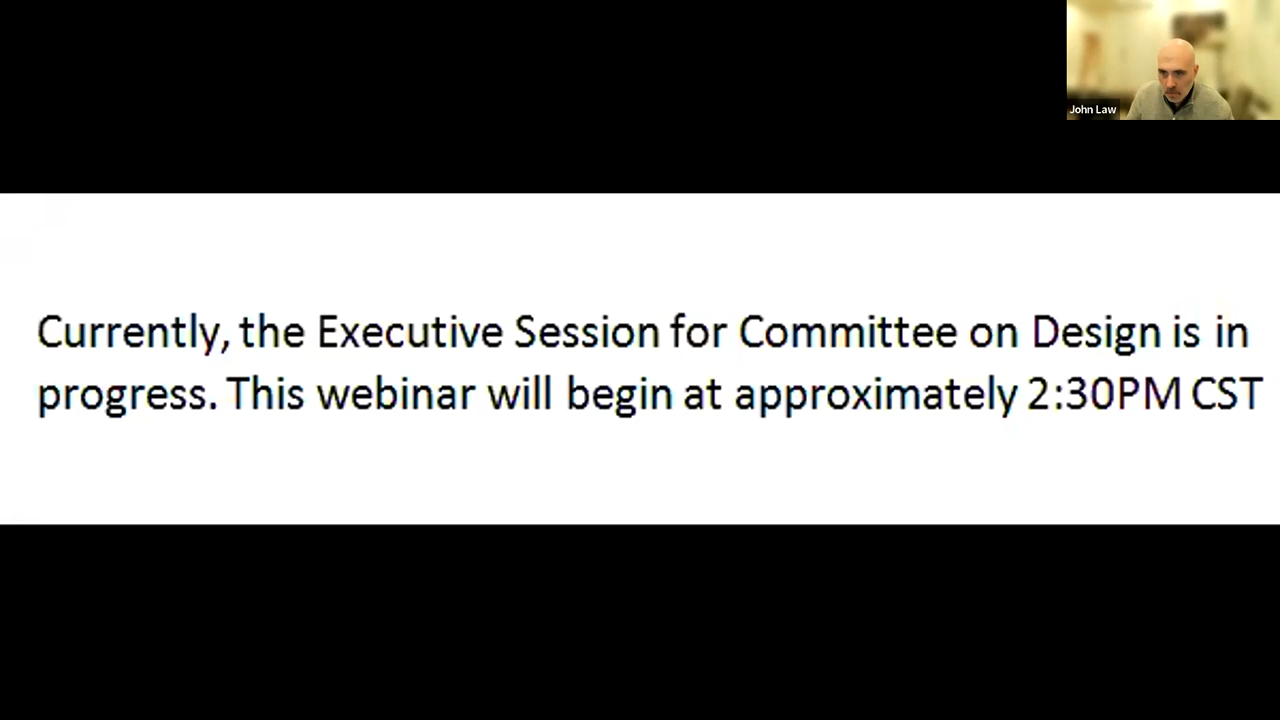 John Law
Currently, the Executive Session for Committee on Design is in
progress. This webinar will begin at approximately 2:30PM CST